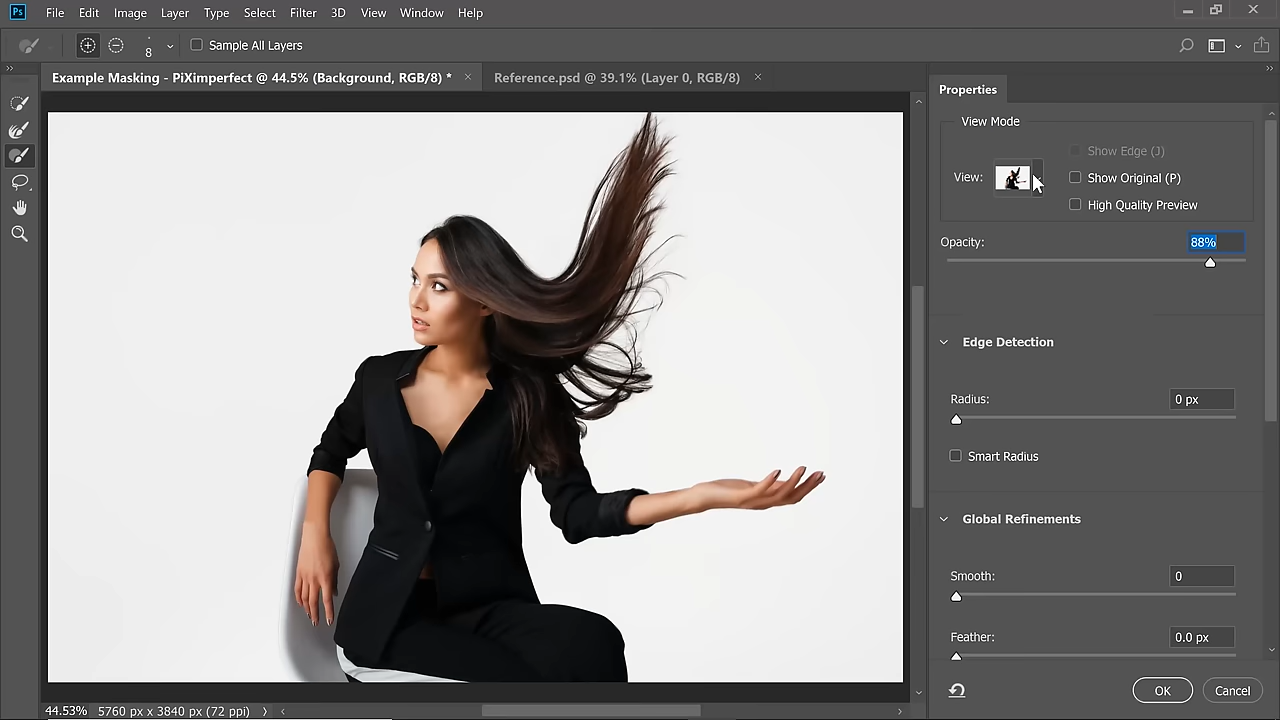 Ps File Edit Image Layer Type Select Filter 3D View Window Help
8 Sample All Layers
Example Masking - PiXimperfect @ 44.5% (Background, RGB/8) *
Reference.psd @ 39.1% (Layer 0, RGB/8)
Properties
View Mode
Show Edge (J)
View:
Show Original (P)
High Quality Preview
Opacity: 88%
Edge Detection
Radius: 0 px
Smart Radius
Global Refinements
Smooth: 0
Feather: 0.0 px
OK Cancel
44.53% 5760 px x 3840 px (72 ppi)